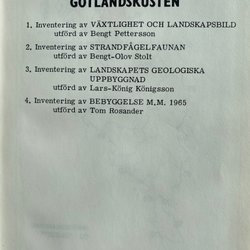 GOTLANDSKUSTEN
1. Inventering av VÄXTLIGHET OCH LANDSKAPSBILD
utförd av Bengt Pettersson
2. Inventering av STRANDFÅGELFAUNAN
utförd av Bengt-Olov Stolt
3. Inventering av LANDSKAPETS GEOLOGISKA
UPPBYGGNAD
utförd av Lars-König Königsson
4. Inventering av BEBYGGELSE M.M. 1965
utförd av Tom Rosander